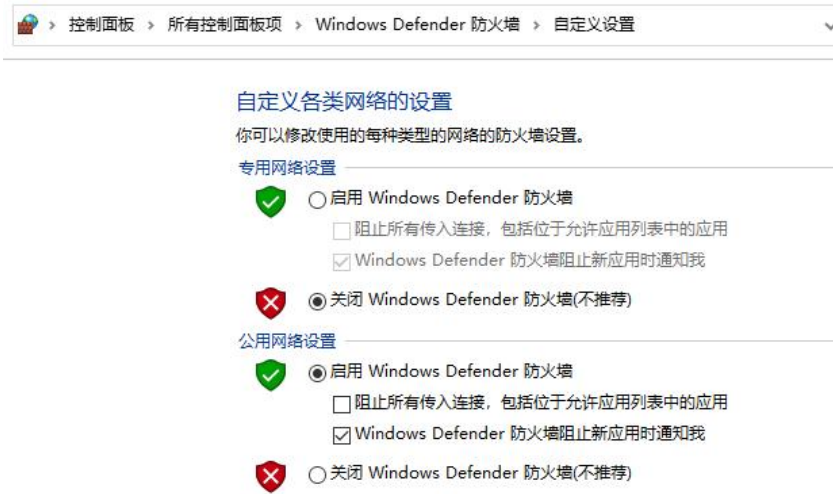 控制面板 > 所有控制面板项 > Windows Defender 防火墙 > 自定义设置
自定义各类网络的设置
你可以修改使用的每种类型的网络的防火墙设置。
专用网络设置
启用 Windows Defender 防火墙
阻止所有传入连接，包括位于允许应用列表中的应用
Windows Defender 防火墙阻止新应用时通知我
关闭 Windows Defender 防火墙(不推荐)
公用网络设置
启用 Windows Defender 防火墙
阻止所有传入连接，包括位于允许应用列表中的应用
Windows Defender 防火墙阻止新应用时通知我
关闭 Windows Defender 防火墙(不推荐)